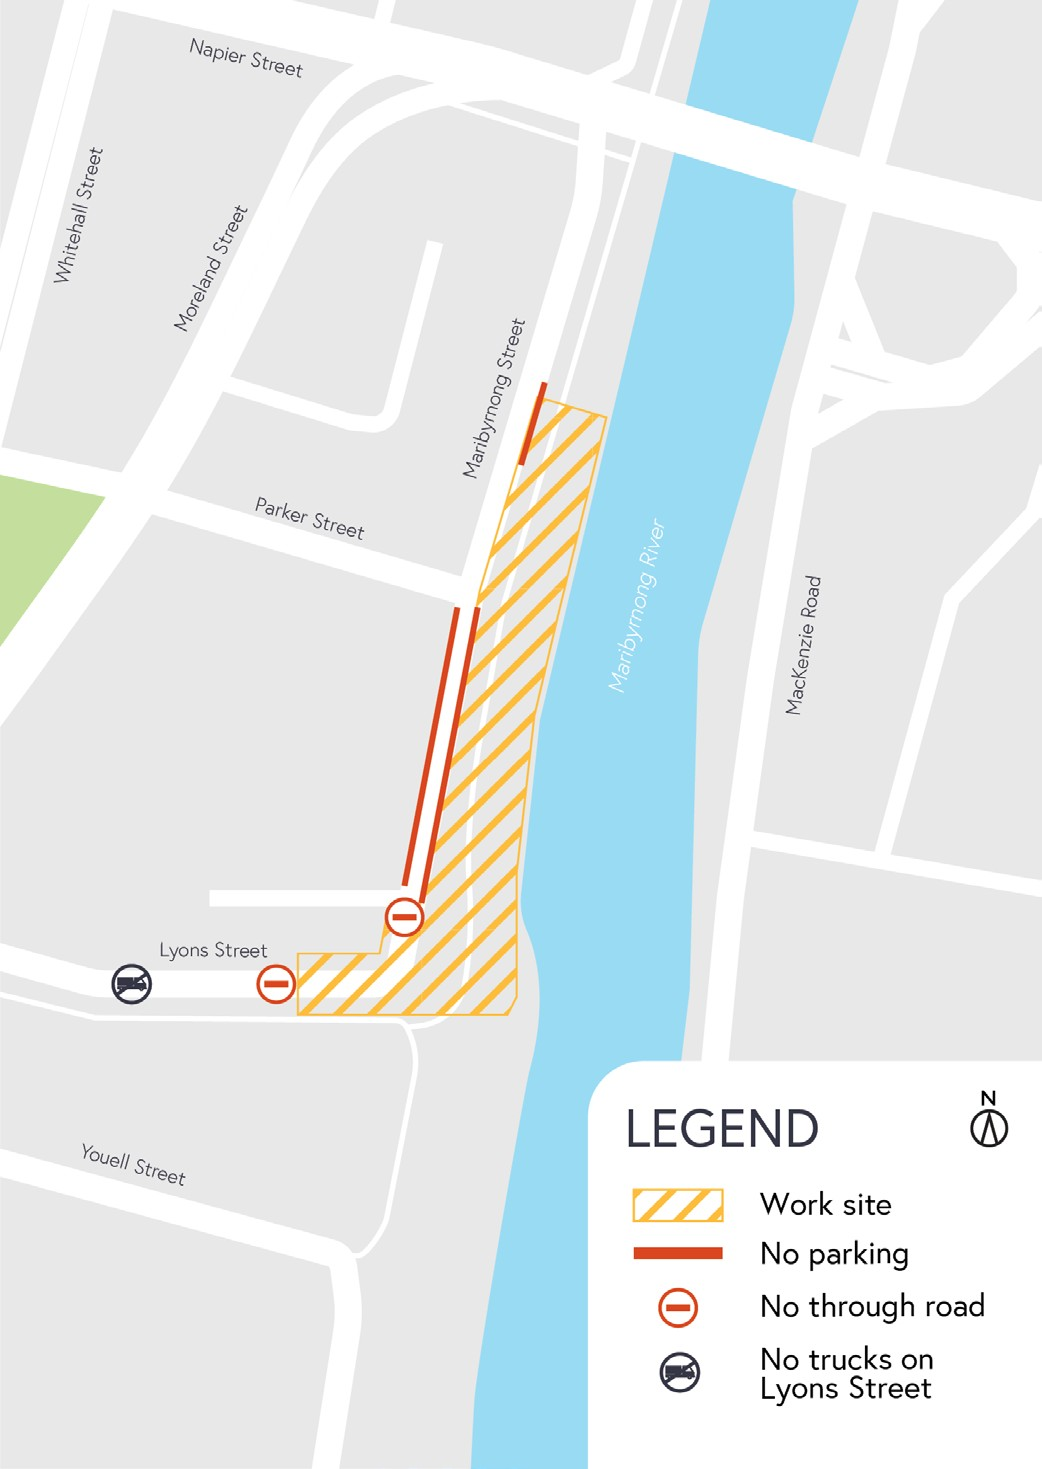 Napier Street
Whitehall Street
Moreland Street
Maribyrnong Street
Parker Street
Maribyrnong River
MacKenzie Road
Lyons Street
Youell Street
LEGEND
N
Work site
No parking
No through road
No trucks on
Lyons Street